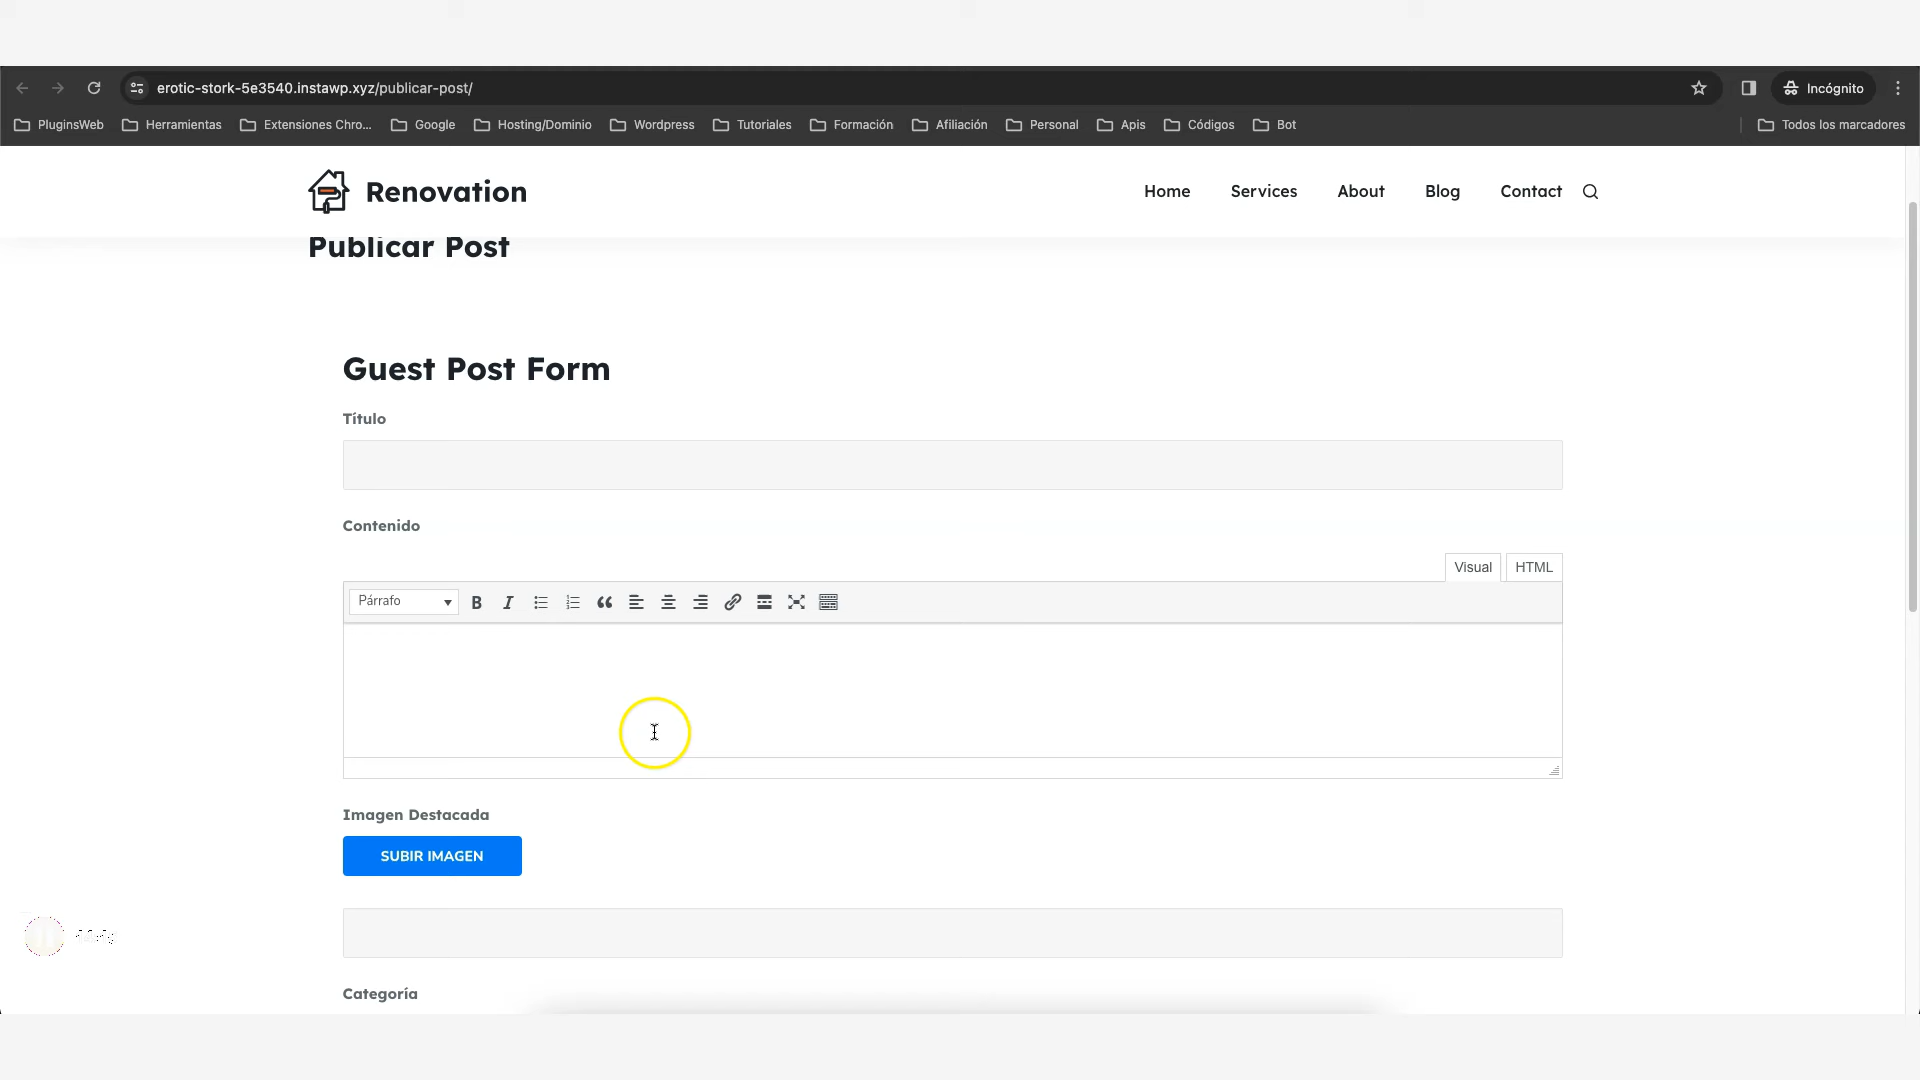 erotic-stork-5e3540.instawp.xyz/publicar-post/
Incógnito
PluginsWeb Herramientas Extensiones Chro... Google Hosting/Dominio Wordpress Tutoriales Formación Afiliación Personal Apis Códigos Bot Todos los marcadores
Renovation Home Services About Blog Contact
Publicar Post
Guest Post Form
Título
Contenido
Visual HTML
Párrafo
Imagen Destacada
SUBIR IMAGEN
Categoría